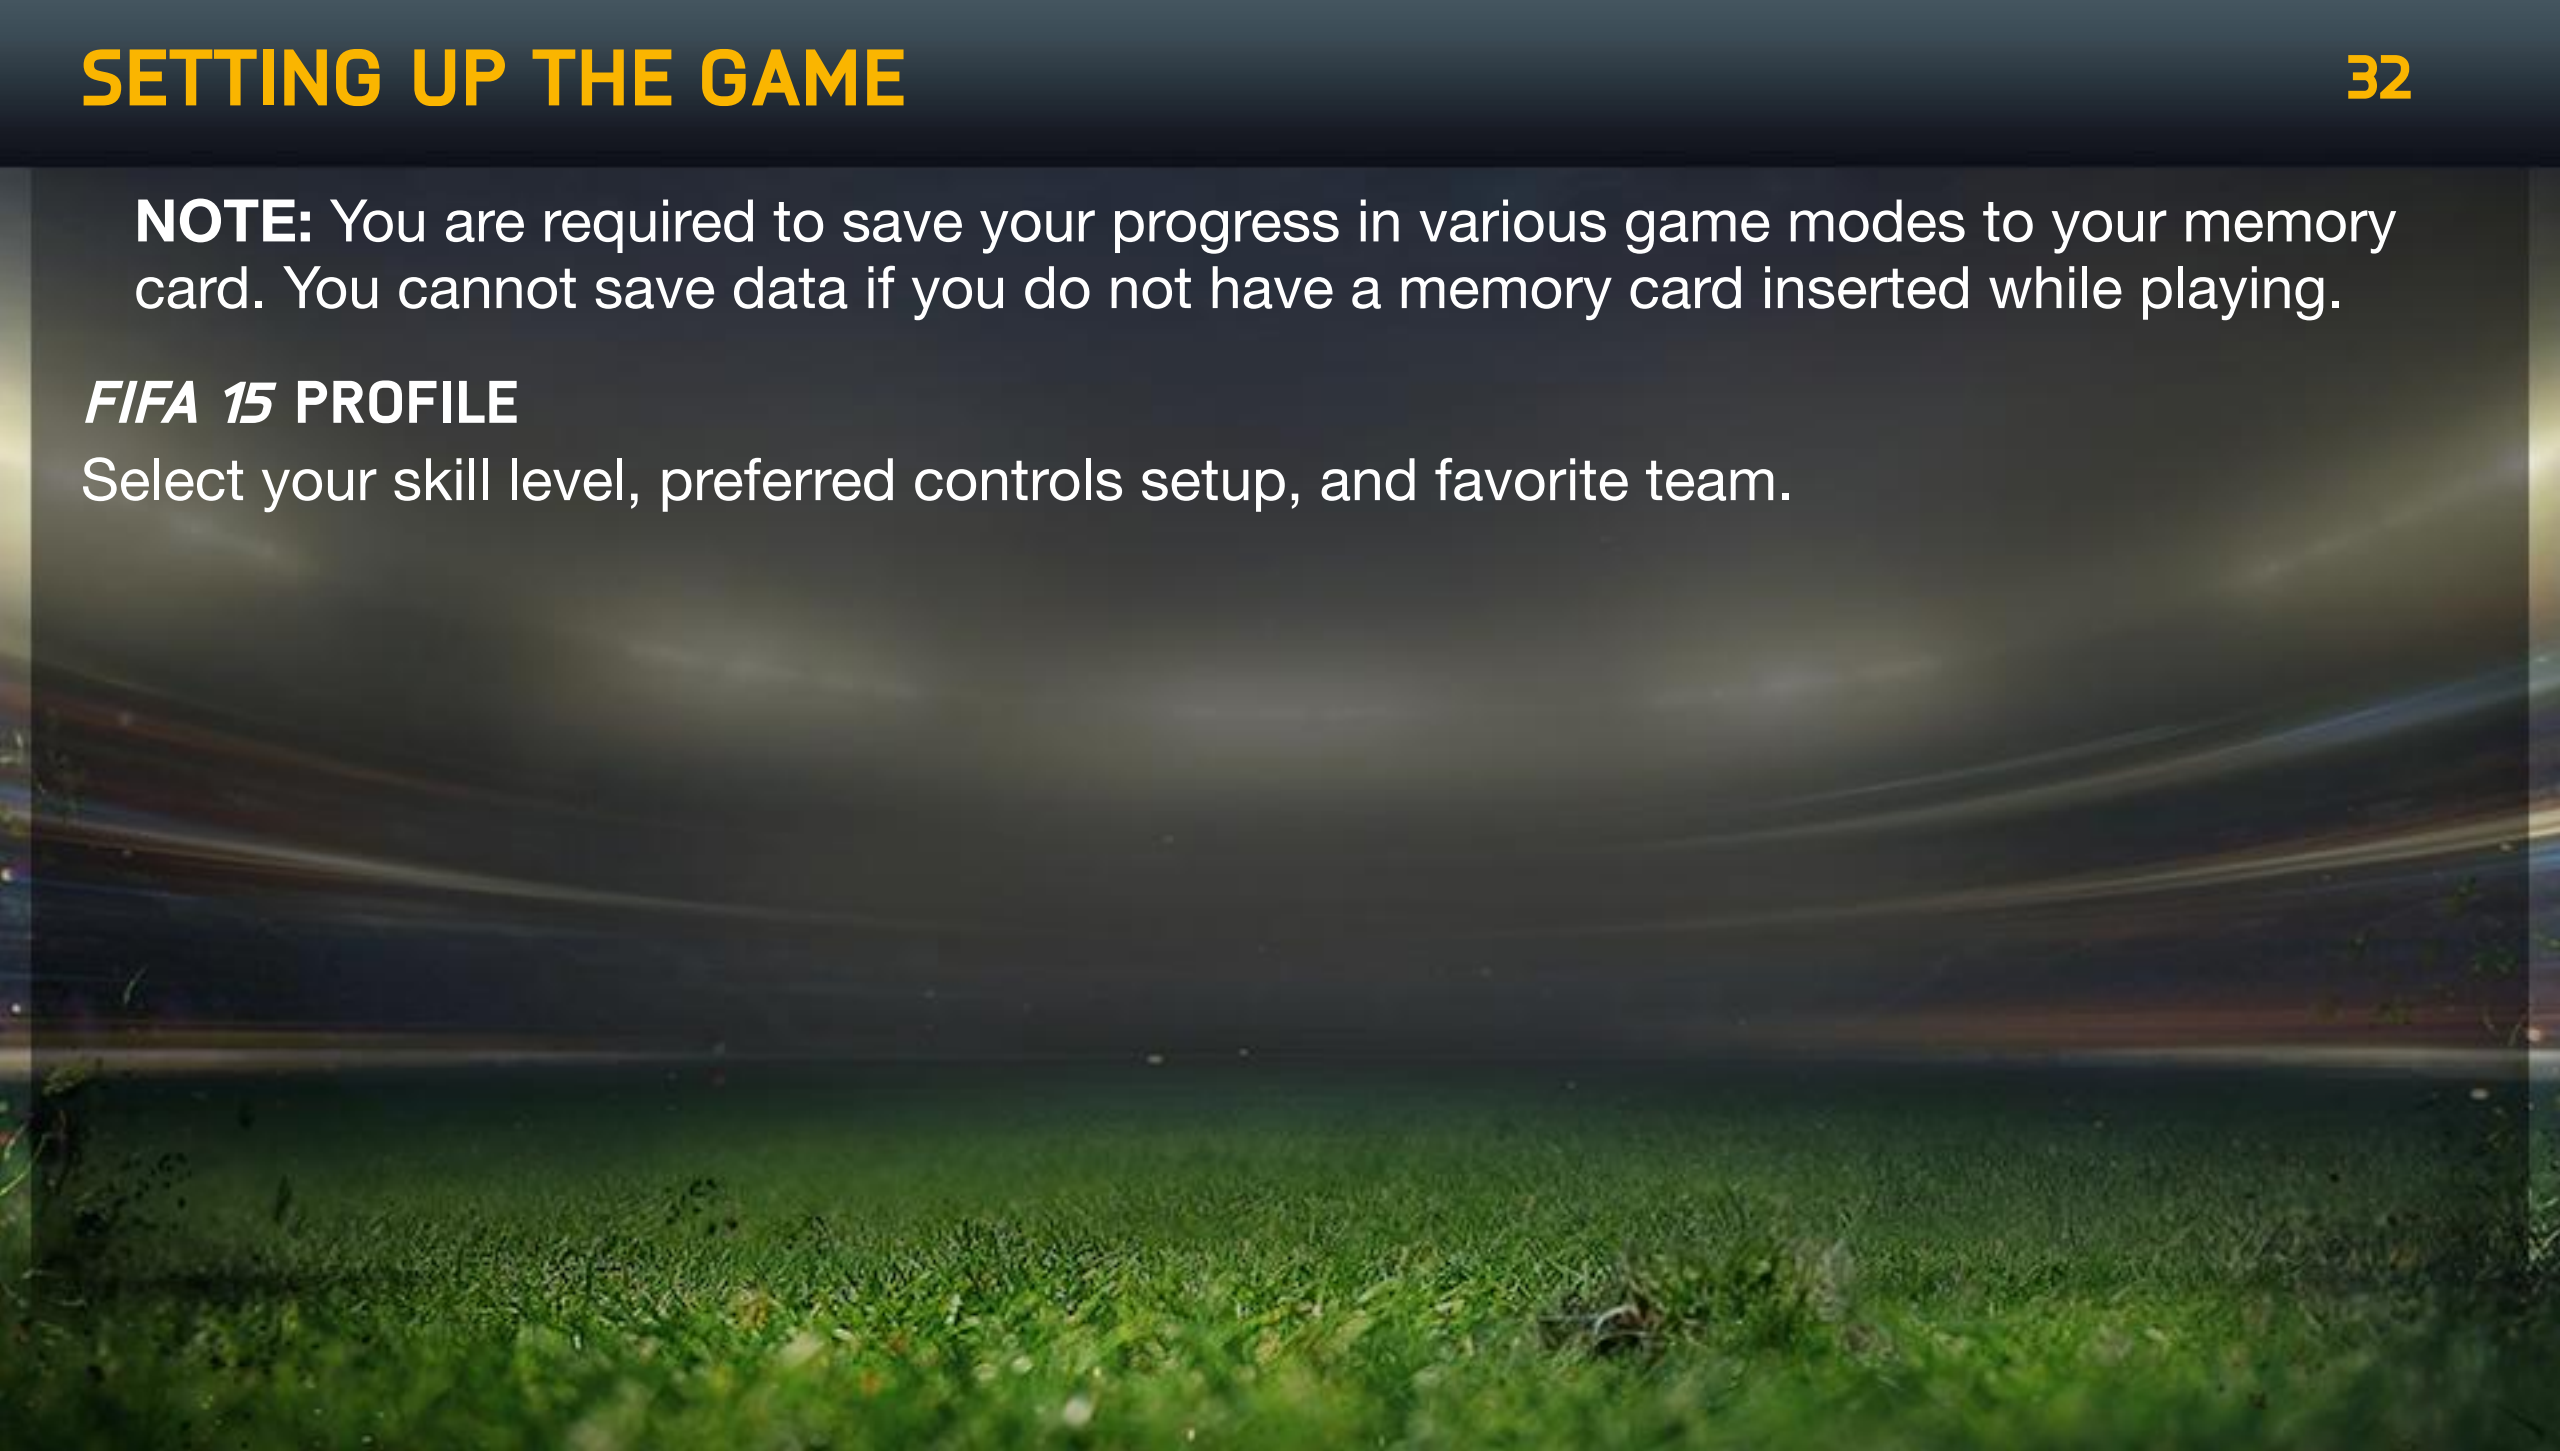 SETTING UP THE GAME
32
NOTE: You are required to save your progress in various game modes to your memory
card. You cannot save data if you do not have a memory card inserted while playing.
FIFA 15 PROFILE
Select your skill level, preferred controls setup, and favorite team.